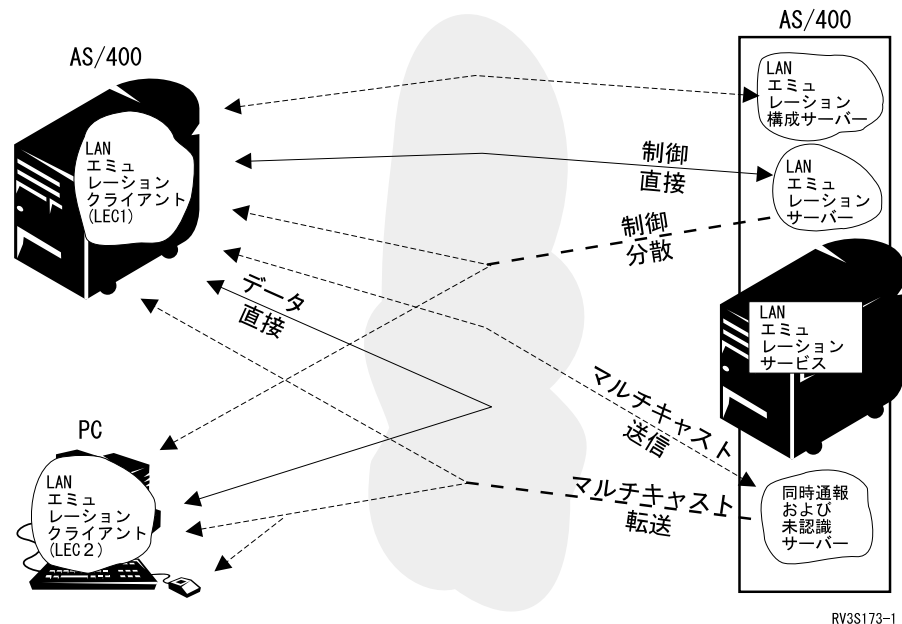 AS/400
AS/400
LAN
エミュ
レーション
構成サーバー
LAN
エミュ
レーション
クライアント
(LEC1)
制御
直接
LAN
エミュ
レーション
サーバー
制御
分散
データ
直接
LAN
エミュ
レーション
サービス
マルチキャスト
送信
PC
LAN
エミュ
レーション
クライアント
(LEC2)
マルチキャスト
転送
同時通報
および
未認識
サーバー
RV3S173-1